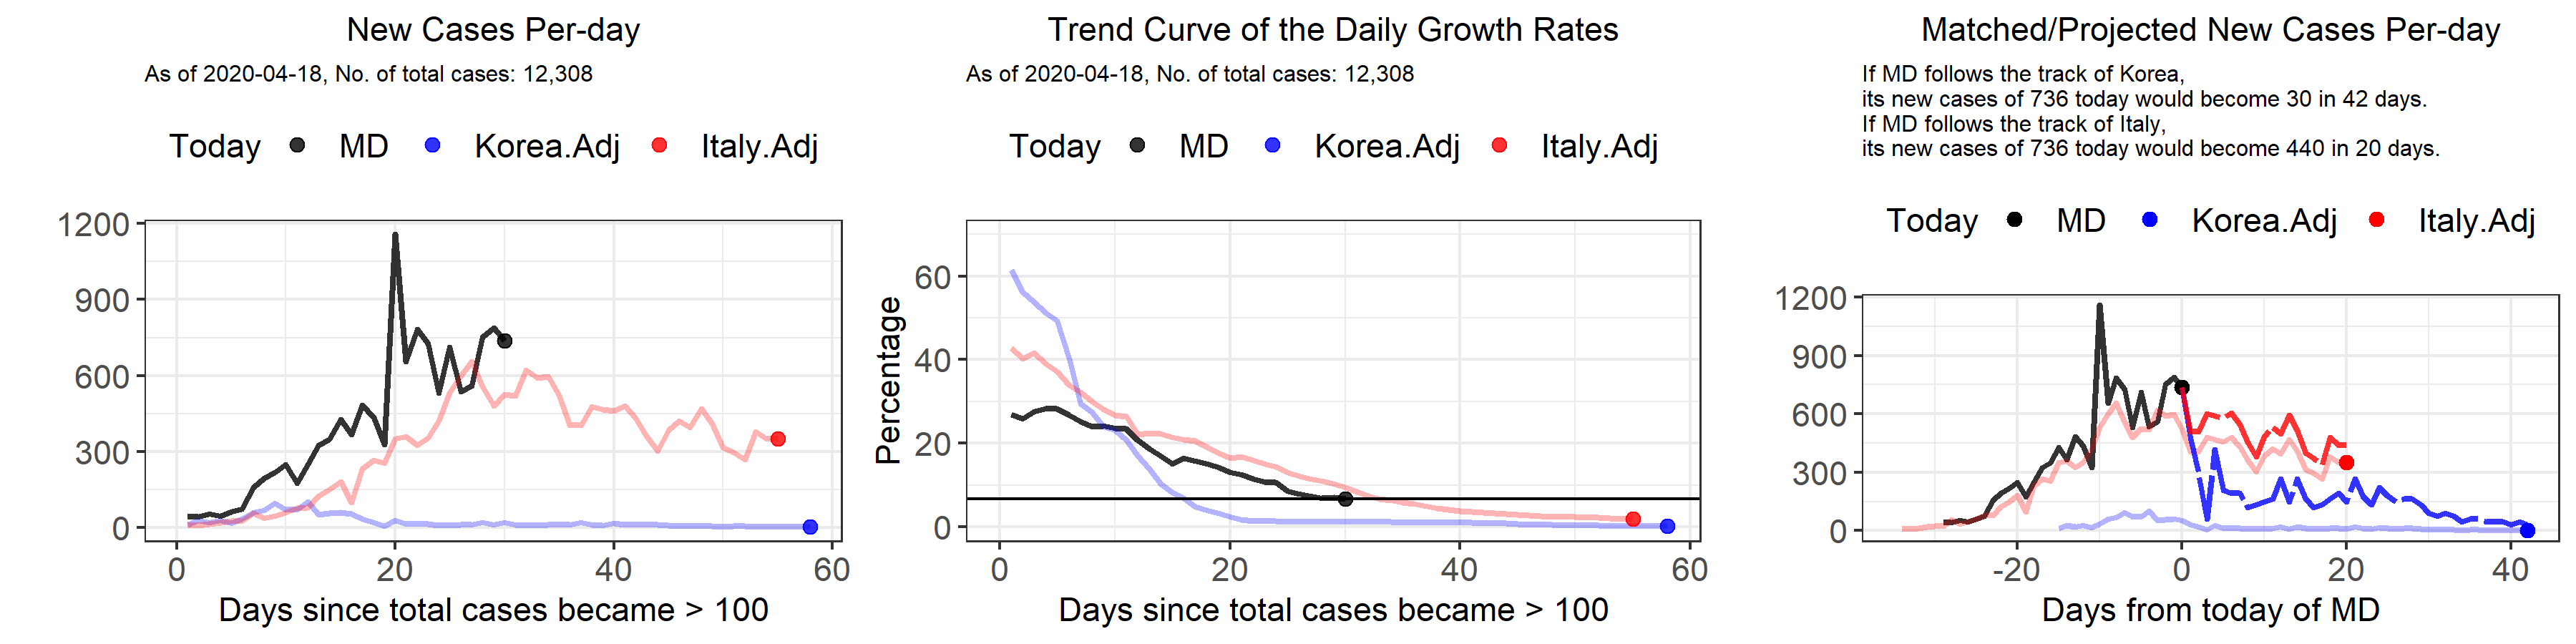 New Cases Per-day
As of 2020-04-18, No. of total cases: 12,308
Today MD Korea.Adj Italy.Adj
1200
900
600
300
0
0 20 40 60
Days since total cases became > 100
Trend Curve of the Daily Growth Rates
As of 2020-04-18, No. of total cases: 12,308
Today MD Korea.Adj Italy.Adj
Percentage
60
40
20
0
0 20 40 60
Days since total cases became > 100
Matched/Projected New Cases Per-day
If MD follows the track of Korea,
its new cases of 736 today would become 30 in 42 days.
If MD follows the track of Italy,
its new cases of 736 today would become 440 in 20 days.
Today MD Korea.Adj Italy.Adj
1200
900
600
300
0
-20 0 20 40
Days from today of MD